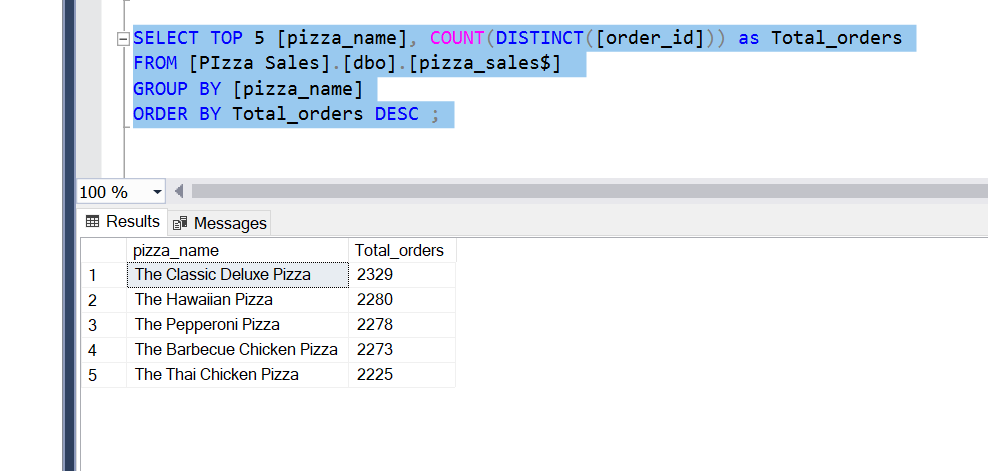 SELECT TOP 5 [pizza_name], COUNT(DISTINCT([order_id])) as Total_orders
FROM [PIzza Sales].[dbo].[pizza_sales$]
GROUP BY [pizza_name]
ORDER BY Total_orders DESC ;
100 %
Results Messages
pizza_name Total_orders
1 The Classic Deluxe Pizza 2329
2 The Hawaiian Pizza 2280
3 The Pepperoni Pizza 2278
4 The Barbecue Chicken Pizza 2273
5 The Thai Chicken Pizza 2225